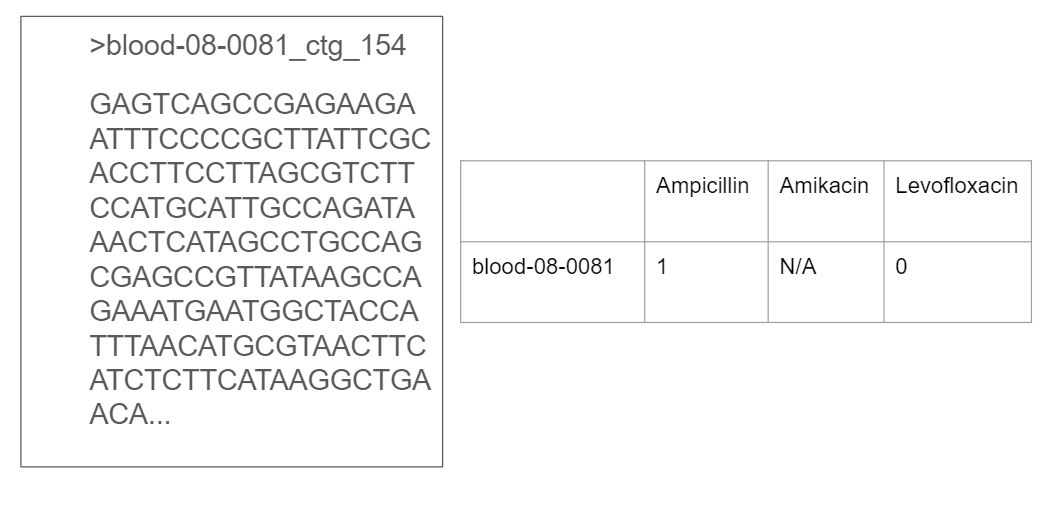 >blood-08-0081_ctg_154
GAGTCAGCCGAGAAGA
ATTTCCCCGCTTATTCGC
ACCTTCCTTAGCGTCTT
CCATGCATTGCCAGATA
AACTCATAGCCTGCCAG
CGAGCCGTTATAAGCCA
GAAATGAATGGCTACCA
TTTAACATGCGTAACTTC
ATCTCTTCATAAGGCTGA
ACA...
Ampicillin Amikacin Levofloxacin
blood-08-0081 1 N/A 0